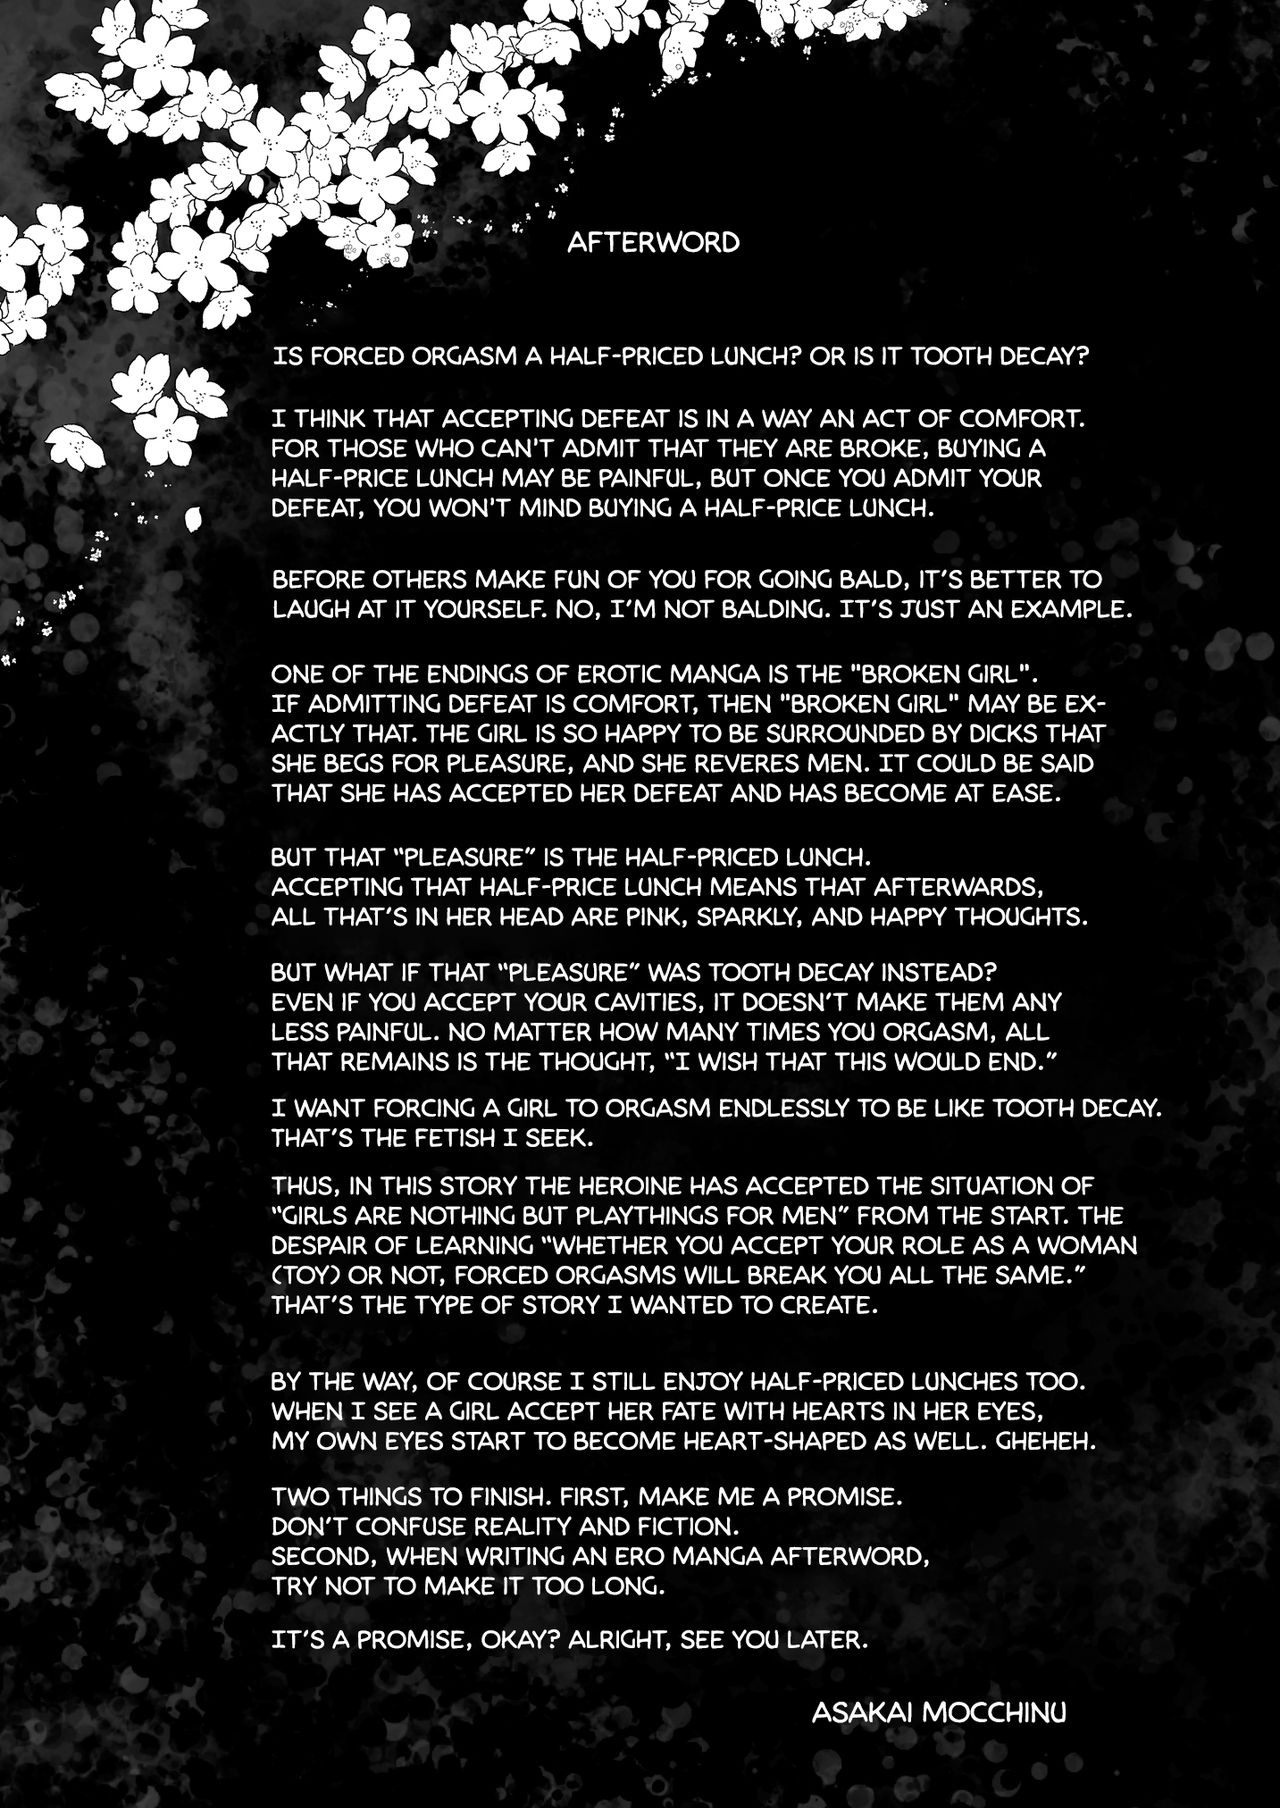 AFTERWORD
IS FORCED ORGASM A HALF-PRICED LUNCH? OR IS IT TOOTH DECAY?
I THINK THAT ACCEPTING DEFEAT IS IN A WAY AN ACT OF COMFORT.
FOR THOSE WHO CAN'T ADMIT THAT THEY ARE BROKE, BUYING A
HALF-PRICE LUNCH MAY BE PAINFUL, BUT ONCE YOU ADMIT YOUR
DEFEAT, YOU WON'T MIND BUYING A HALF-PRICE LUNCH.
BEFORE OTHERS MAKE FUN OF YOU FOR GOING BALD, IT'S BETTER TO
LAUGH AT IT YOURSELF. NO, I'M NOT BALDING. IT'S JUST AN EXAMPLE.
ONE OF THE ENDINGS OF EROTIC MANGA IS THE "BROKEN GIRL".
IF ADMITTING DEFEAT IS COMFORT, THEN "BROKEN GIRL" MAY BE EX-
ACTLY THAT. THE GIRL IS SO HAPPY TO BE SURROUNDED BY DICKS THAT
SHE BEGS FOR PLEASURE, AND SHE REVERES MEN. IT COULD BE SAID
THAT SHE HAS ACCEPTED HER DEFEAT AND HAS BECOME AT EASE.
BUT THAT “PLEASURE” IS THE HALF-PRICED LUNCH.
ACCEPTING THAT HALF-PRICE LUNCH MEANS THAT AFTERWARDS,
ALL THAT'S IN HER HEAD ARE PINK, SPARKLY, AND HAPPY THOUGHTS.
BUT WHAT IF THAT “PLEASURE” WAS TOOTH DECAY INSTEAD?
EVEN IF YOU ACCEPT YOUR CAVITIES, IT DOESN'T MAKE THEM ANY
LESS PAINFUL. NO MATTER HOW MANY TIMES YOU ORGASM, ALL
THAT REMAINS IS THE THOUGHT, “I WISH THAT THIS WOULD END.”
I WANT FORCING A GIRL TO ORGASM ENDLESSLY TO BE LIKE TOOTH DECAY.
THAT'S THE FETISH I SEEK.
THUS, IN THIS STORY THE HEROINE HAS ACCEPTED THE SITUATION OF
“GIRLS ARE NOTHING BUT PLAYTHINGS FOR MEN” FROM THE START. THE
DESPAIR OF LEARNING “WHETHER YOU ACCEPT YOUR ROLE AS A WOMAN
(TOY) OR NOT, FORCED ORGASMS WILL BREAK YOU ALL THE SAME.”
THAT'S THE TYPE OF STORY I WANTED TO CREATE.
BY THE WAY, OF COURSE I STILL ENJOY HALF-PRICED LUNCHES TOO.
WHEN I SEE A GIRL ACCEPT HER FATE WITH HEARTS IN HER EYES,
MY OWN EYES START TO BECOME HEART-SHAPED AS WELL. GHEHEH.
TWO THINGS TO FINISH. FIRST, MAKE ME A PROMISE.
DON'T CONFUSE REALITY AND FICTION.
SECOND, WHEN WRITING AN ERO MANGA AFTERWORD,
TRY NOT TO MAKE IT TOO LONG.
IT'S A PROMISE, OKAY? ALRIGHT, SEE YOU LATER.
ASAKAI MOCCHINU